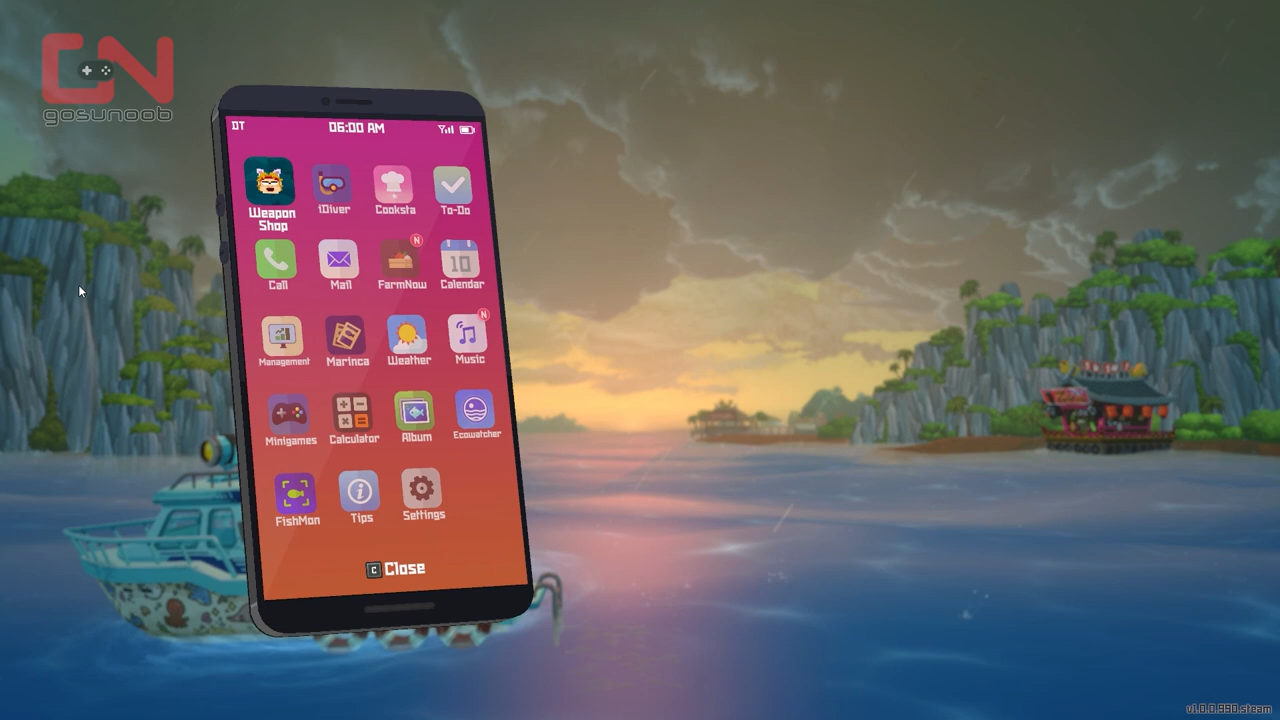 GN
gosunoob
DT
06:00 AM
Weapon
Shop
iDiver
Cooksta
To-Do
Call
Mail
N
FarmNow
10
Calendar
Management
Marinca
Weather
N
Music
Minigames
Calculator
Album
Ecowatcher
FishMon
Tips
Settings
C Close
v1.0.0.990.steam